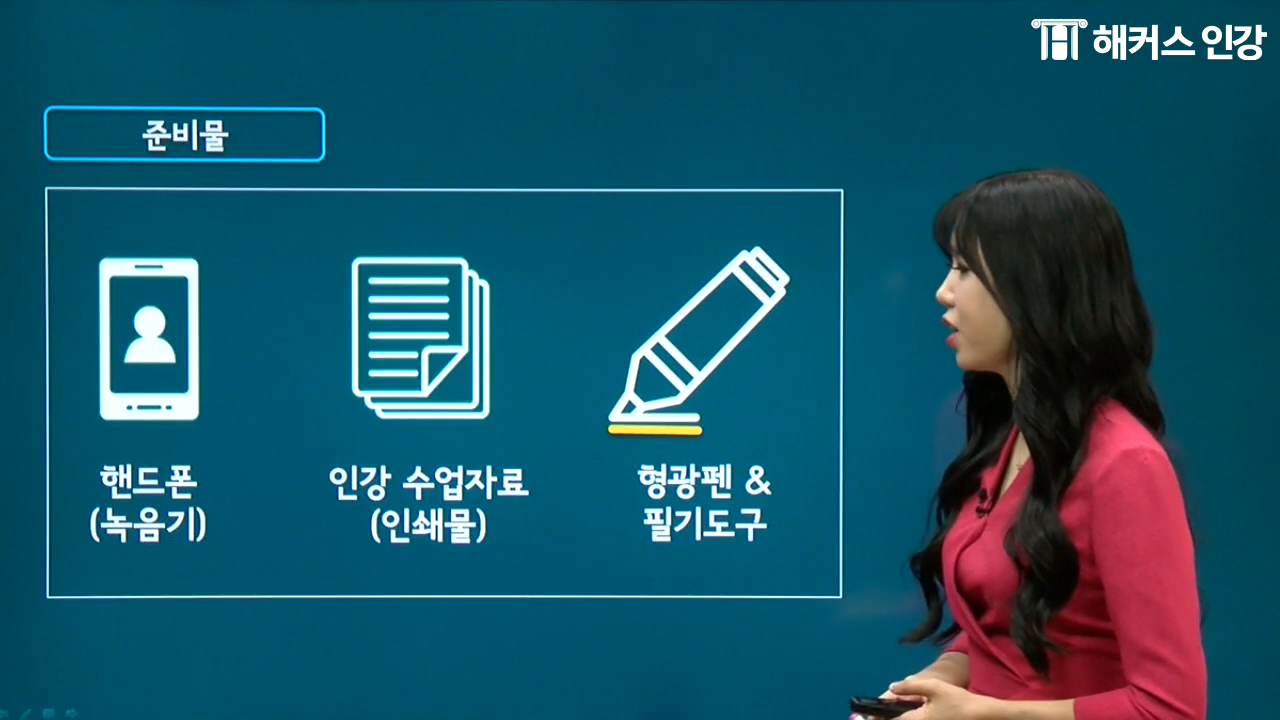 해커스 인강
준비물
핸드폰
(녹음기)
인강 수업자료
(인쇄물)
형광펜 &
필기도구